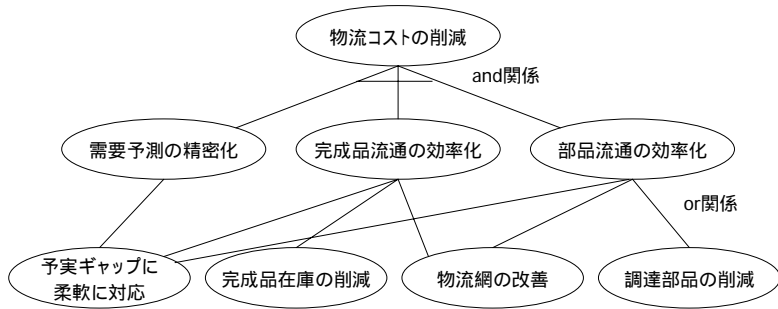 物流コストの削減
and関係
需要予測の精密化
完成品流通の効率化
部品流通の効率化
or関係
予実ギャップに
柔軟に対応
完成品在庫の削減
物流網の改善
調達部品の削減